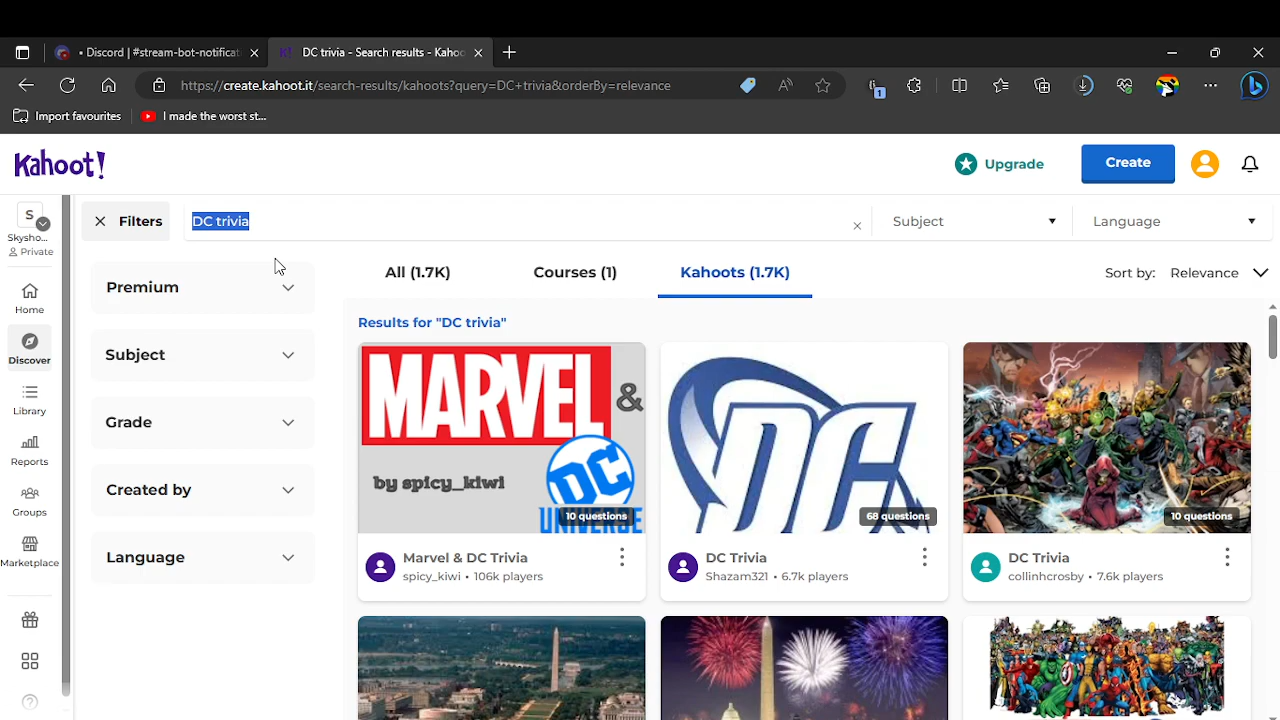 • Discord | #stream-bot-notificat
DC trivia - Search results - Kahoo
https://create.kahoot.it/search-results/kahoots?query=DC+trivia&orderBy=relevance
1
Import favourites
I made the worst st...
Kahoot!
Upgrade
Create
S
Skysho...
Private
Filters
DC trivia
Subject
Language
Home
Discover
Library
Reports
Groups
Marketplace
Premium
Subject
Grade
Created by
Language
All (1.7K)
Courses (1)
Kahoots (1.7K)
Sort by: Relevance
Results for "DC trivia"
MARVEL &
by spicy_kiwi
DC
UNIVERSE
10 questions
Marvel & DC Trivia
spicy_kiwi • 106k players
DC
68 questions
DC Trivia
Shazam321 • 6.7k players
10 questions
DC Trivia
collinhcrosby • 7.6k players